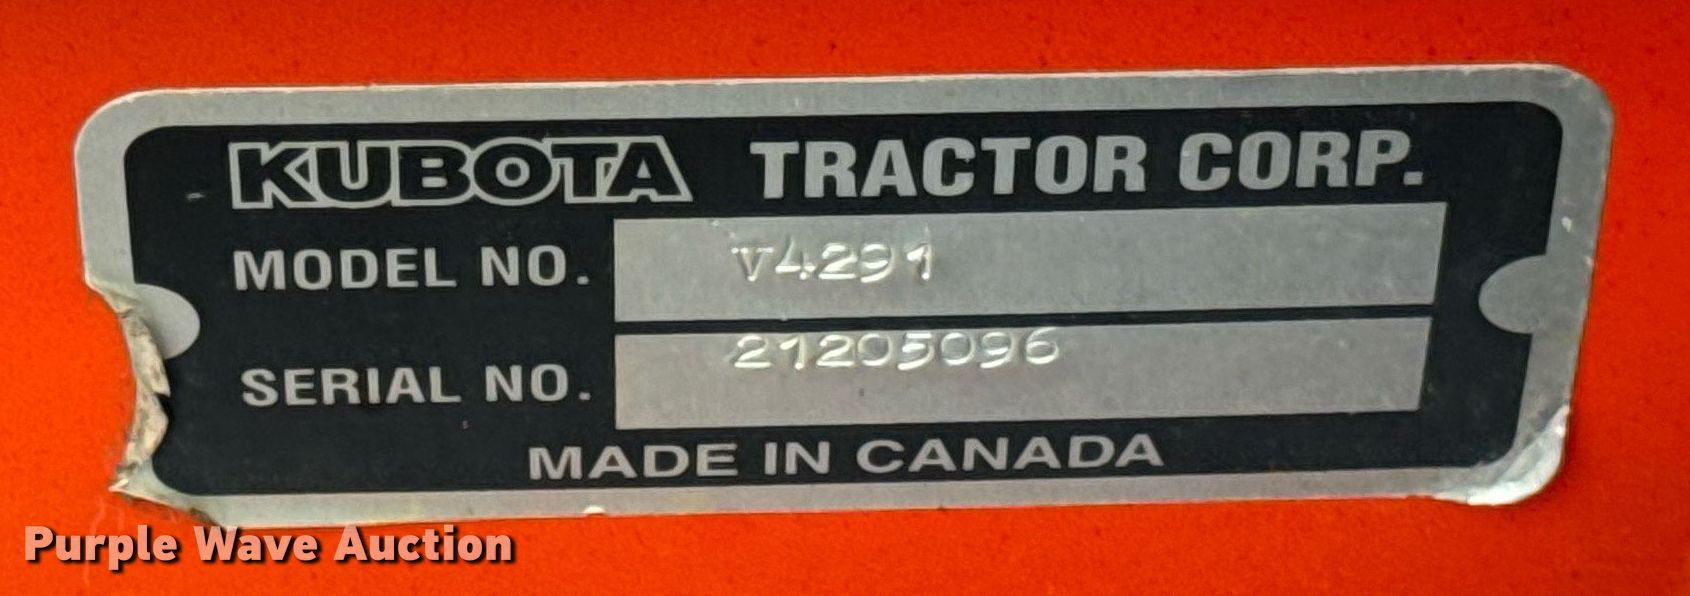 KUBOTA TRACTOR CORP.
MODEL NO. V4291
SERIAL NO. 21205096
MADE IN CANADA
Purple Wave Auction